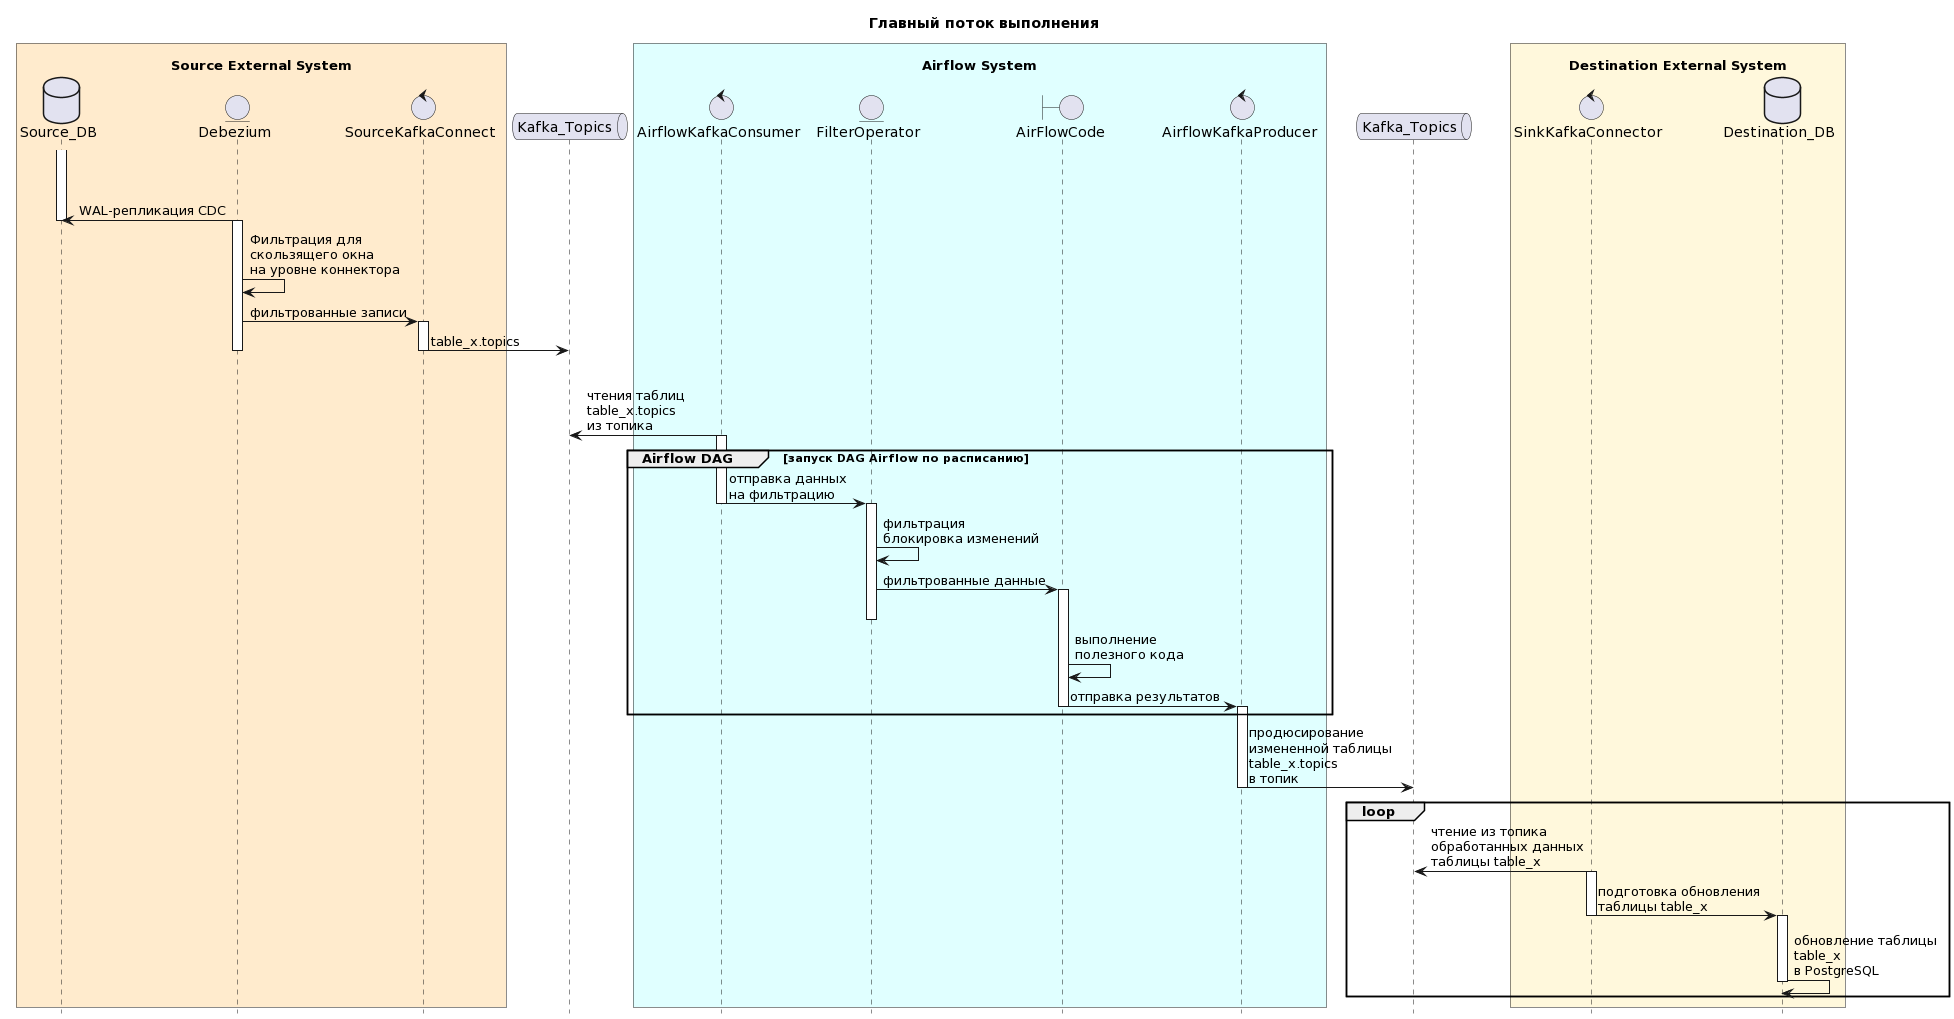 Главный поток выполнения
Source External System
Airflow System
Destination External System
Source_DB
Debezium
SourceKafkaConnect
Kafka_Topics
AirflowKafkaConsumer
FilterOperator
AirFlowCode
AirflowKafkaProducer
Kafka_Topics
SinkKafkaConnector
Destination_DB
WAL-репликация CDC
Фильтрация для
скользящего окна
на уровне коннектора
фильтрованные записи
table_x.topics
чтения таблиц
table_x.topics
из топика
Airflow DAG
[запуск DAG Airflow по расписанию]
отправка данных
на фильтрацию
фильтрация
блокировка изменений
фильтрованные данные
выполнение
полезного кода
отправка результатов
продюсирование
измененной таблицы
table_x.topics
в топик
loop
чтение из топика
обработанных данных
таблицы table_x
подготовка обновления
таблицы table_x
обновление таблицы
table_x
в PostgreSQL